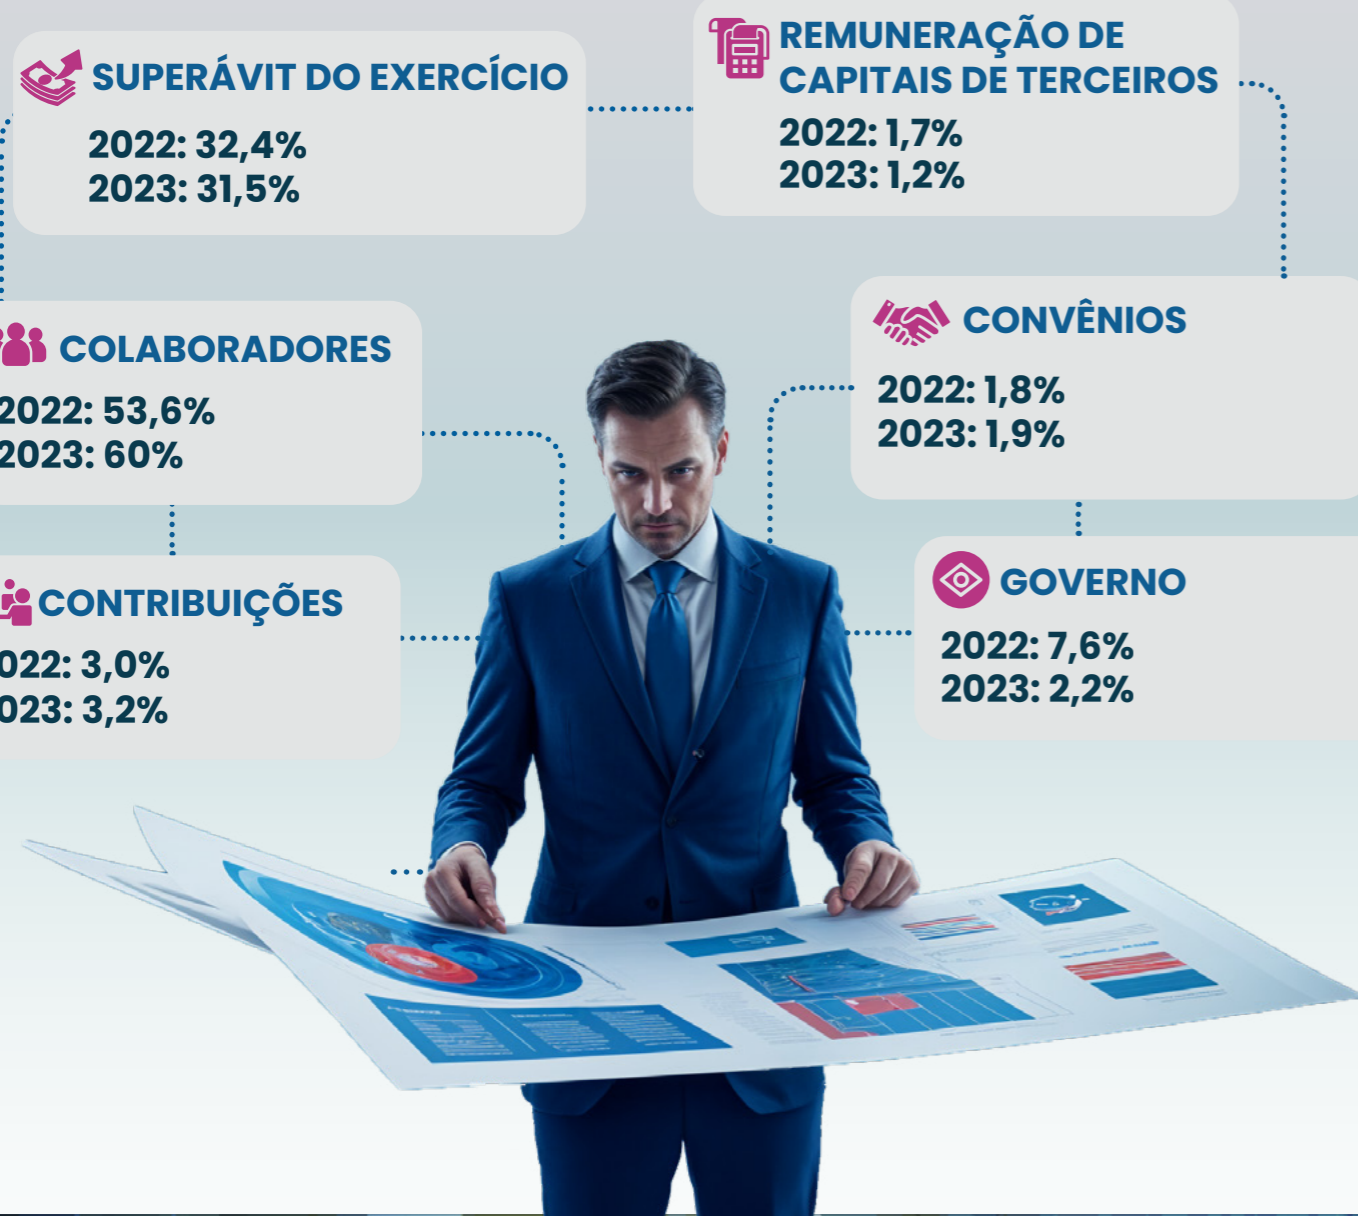 SUPERÁVIT DO EXERCÍCIO
2022: 32,4%
2023: 31,5%
REMUNERAÇÃO DE
CAPITAIS DE TERCEIROS
2022: 1,7%
2023: 1,2%
COLABORADORES
2022: 53,6%
2023: 60%
CONVÊNIOS
2022: 1,8%
2023: 1,9%
CONTRIBUIÇÕES
022: 3,0%
023: 3,2%
GOVERNO
2022: 7,6%
2023: 2,2%